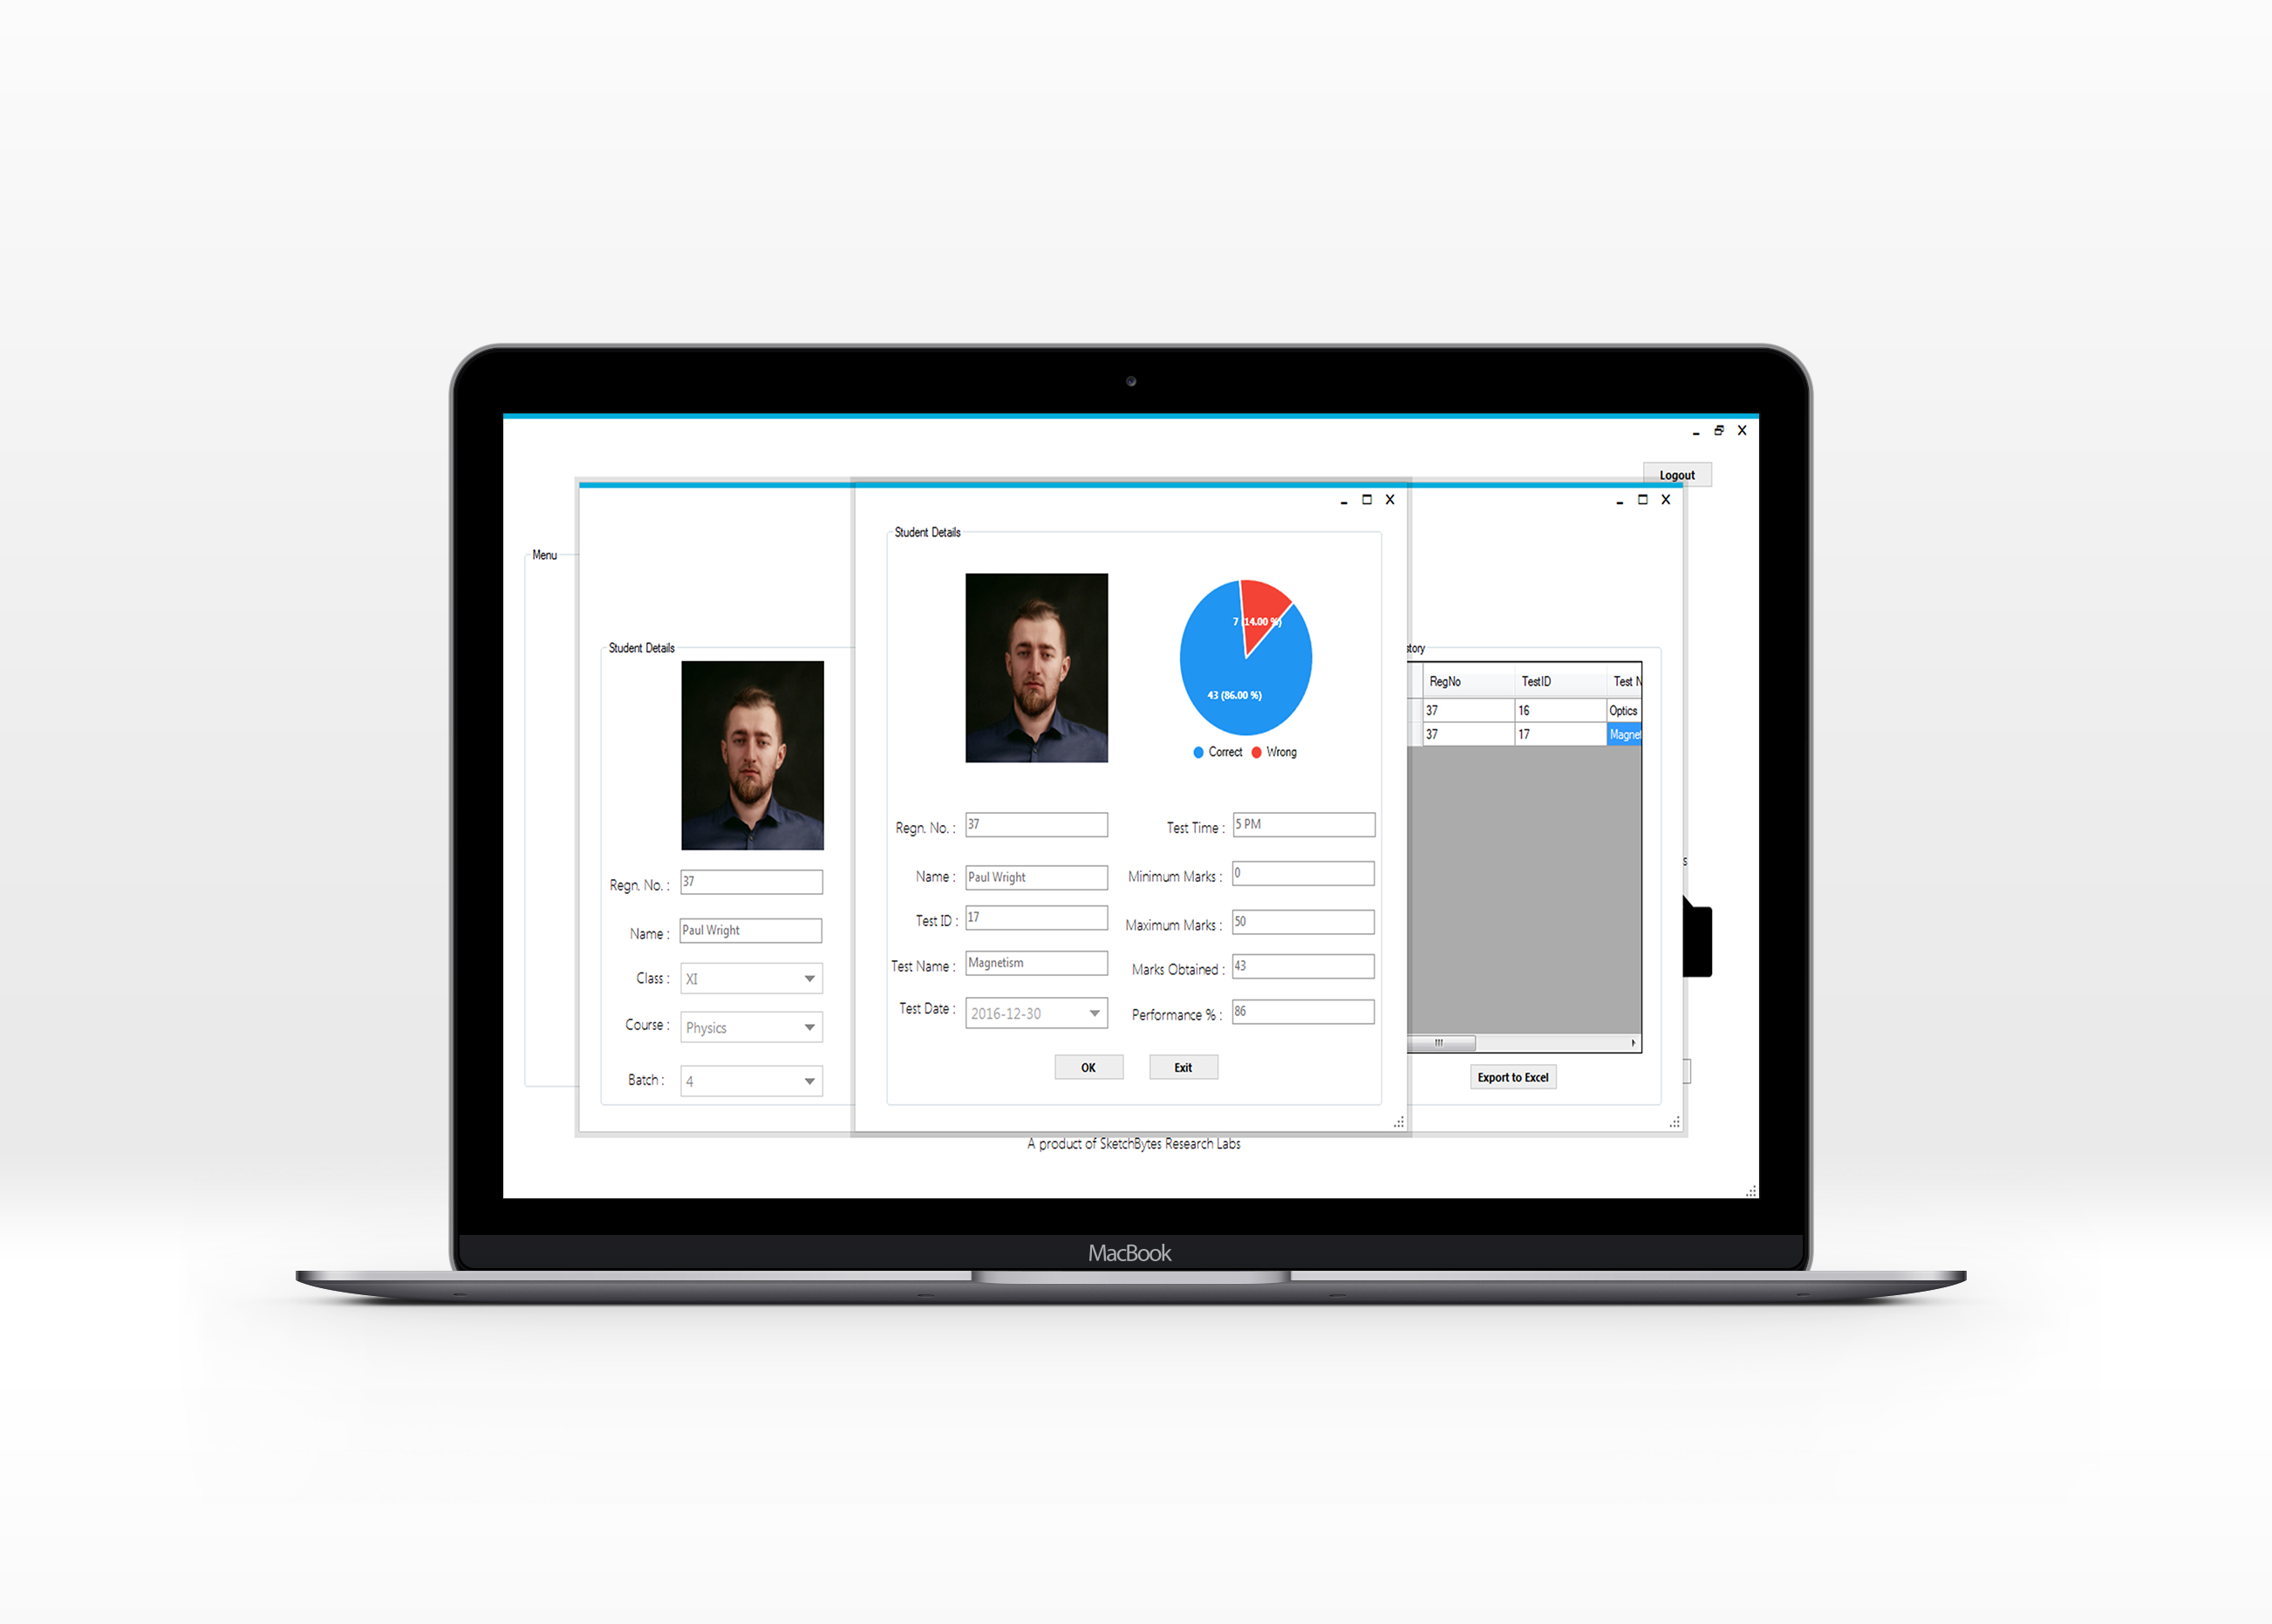 Logout
Menu
Student Details
Regn. No. : 37
Name : Paul Wright
Class : XI
Course : Physics
Batch : 4
Student Details
7 (14.00 %)
43 (86.00 %)
Correct Wrong
Regn. No. : 37
Name : Paul Wright
Test ID : 17
Test Name : Magnetism
Test Date : 2016-12-30
Test Time : 5 PM
Minimum Marks : 0
Maximum Marks : 50
Marks Obtained : 43
Performance % : 86
OK Exit
RegNo TestID Test N
37 16 Optics
37 17
Export to Excel
A product of SketchBytes Research Labs
MacBook